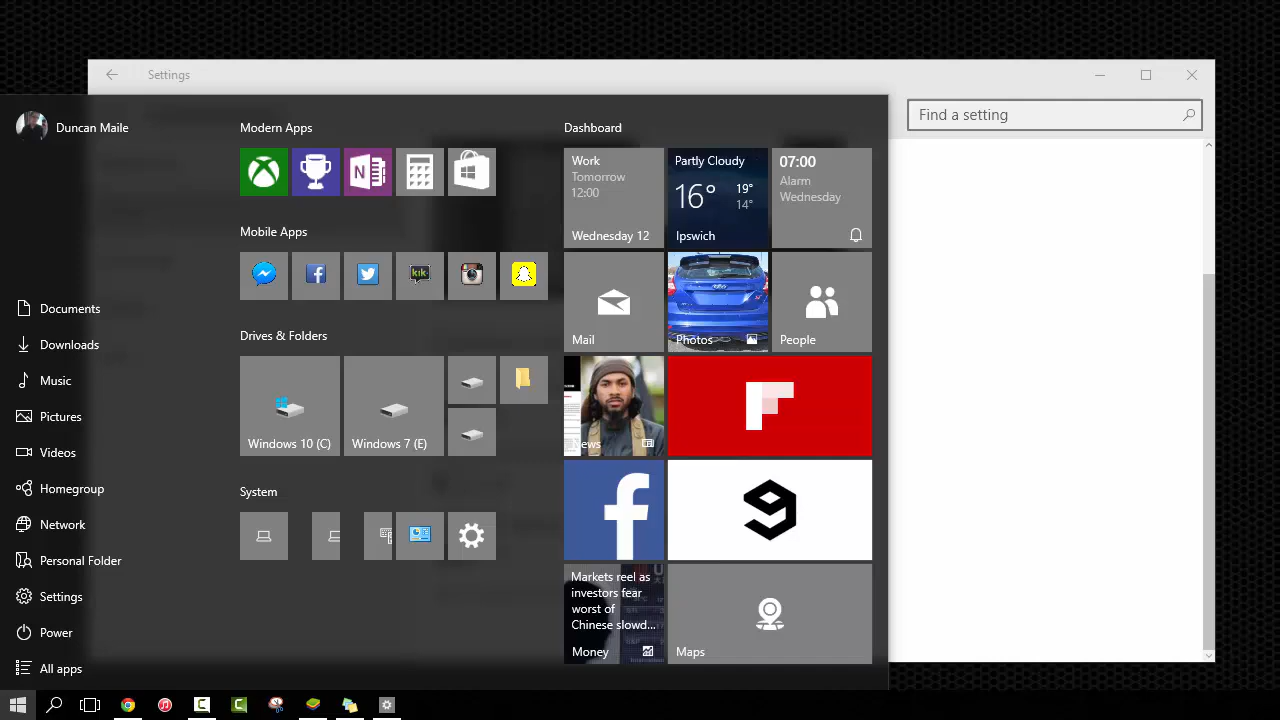 Settings
Find a setting
Duncan Maile
Documents
Downloads
Music
Pictures
Videos
Homegroup
Network
Personal Folder
Settings
Power
All apps
Modern Apps
N
Mobile Apps
kik
Drives & Folders
Windows 10 (C)
Windows 7 (E)
System
Dashboard
Work
Tomorrow
12:00
Wednesday 12
Partly Cloudy
16°
19°
14°
Ipswich
07:00
Alarm
Wednesday
Mail
Photos
People
Markets reel as
investors fear
worst of
Chinese slowd...
Money
Maps